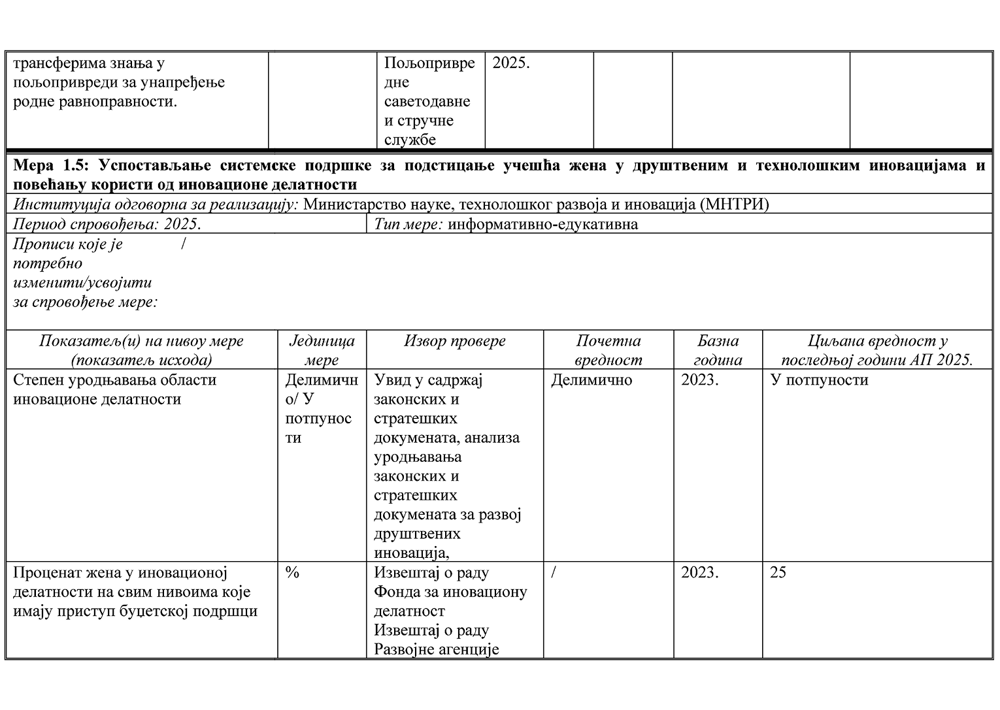 трансферима знања у
пољопривреди за унапређење
родне равноправности.
Пољопривре
дне
саветодавне
и стручне
службе
2025.
Мера 1.5: Успостављање системске подршке за подстицање учешћа жена у друштвеним и технолошким иновацијама и
повећању користи од иновационе делатности
Институција одговорна за реализацију: Министарство науке, технолошког развоја и иновација (МНТРИ)
Период спровођења: 2025.
Тип мере: информативно-едукативна
Прописи које је
потребно
изменити/усвојити
за спровођење мере:
/
Показатељ(и) на нивоу мере
(показатељ исхода)
Јединица
мере
Извор провере
Почетна
вредност
Базна
година
Циљана вредност у
последњој години АП 2025.
Степен уродњавања области
иновационе делатности
Делимичн
о/ У
потпунос
ти
Увид у садржај
законских и
стратешких
докумената, анализа
уродњавања
законских и
стратешких
докумената за развој
друштвених
иновација,
Делимично
2023.
У потпуности
Проценат жена у иновационој
делатности на свим нивоима које
имају приступ буџетској подршци
%
Извештај о раду
Фонда за иновациону
делатност
Извештај о раду
Развојне агенције
/
2023.
25